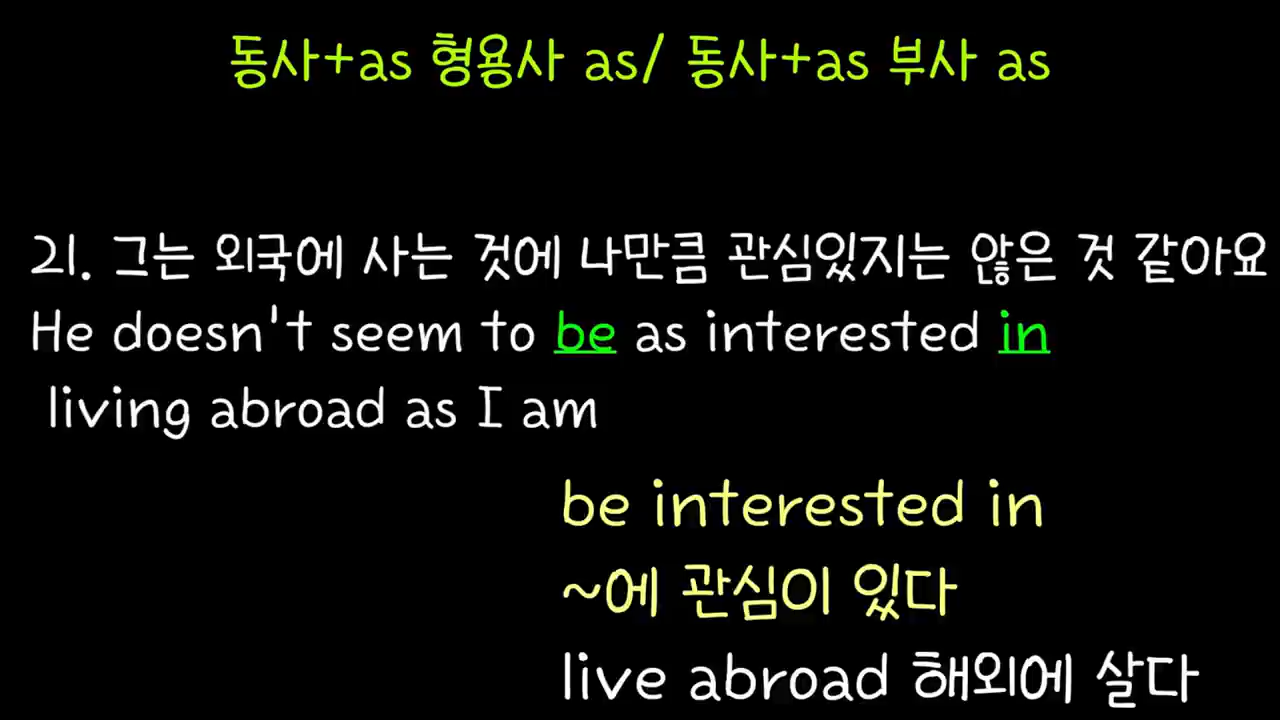 동사+as 형용사 as/ 동사+as 부사 as
21. 그는 외국에 사는 것에 나만큼 관심있지는 않은 것 같아요
He doesn't seem to be as interested in
living abroad as I am
be interested in
~에 관심이 있다
live abroad 해외에 살다